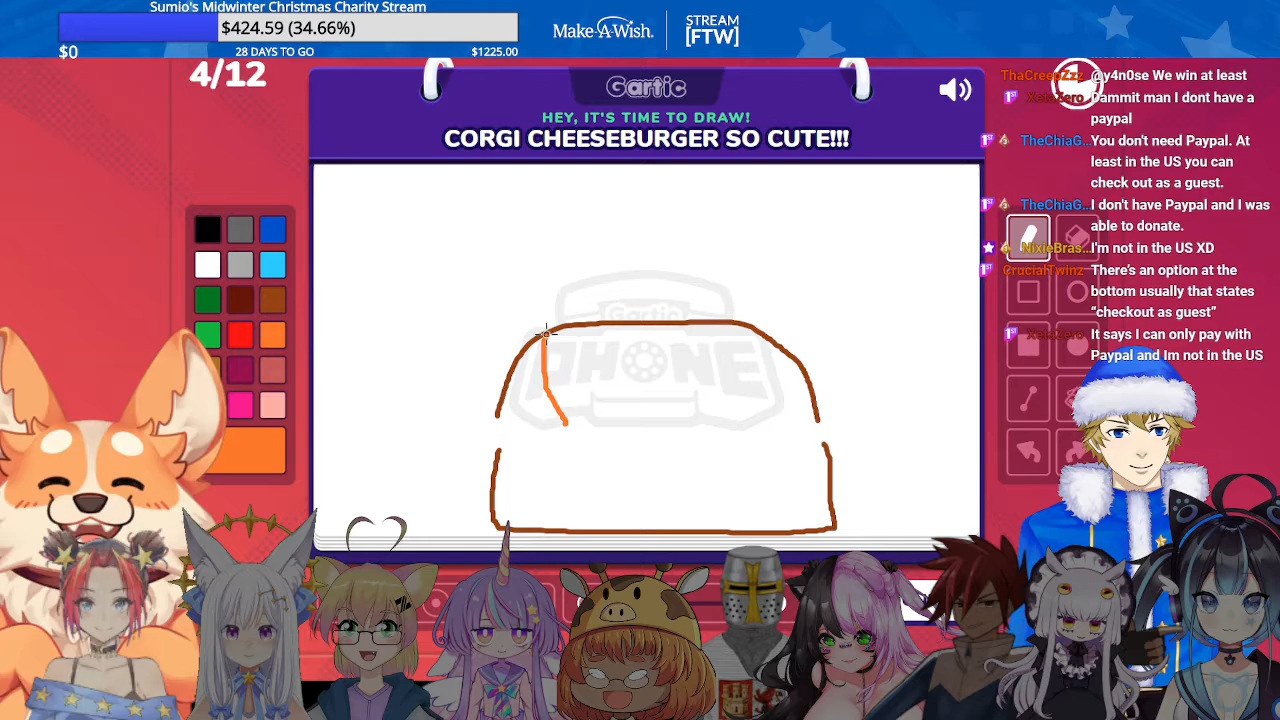 Sumio's Midwinter Christmas Charity Stream
$424.59 (34.66%)
$0
28 DAYS TO GO
$1225.00
Make-A-Wish.
STREAM
[FTW]
4/12
Gartic
HEY, IT'S TIME TO DRAW!
CORGI CHEESEBURGER SO CUTE!!!
Gartic
PHONE
ThaCreepZzz @y4n0se We win at least
XeteZero Dammit man I dont have a
paypal
TheChiaG... You don't need Paypal. At
least in the US you can
check out as a guest.
TheChiaG... I don't have Paypal and I was
able to donate.
NixieBras... I'm not in the US XD
CrucialTwinz There's an option at the
bottom usually that states
“checkout as guest”
XeteZero It says I can only pay with
Paypal and Im not in the US